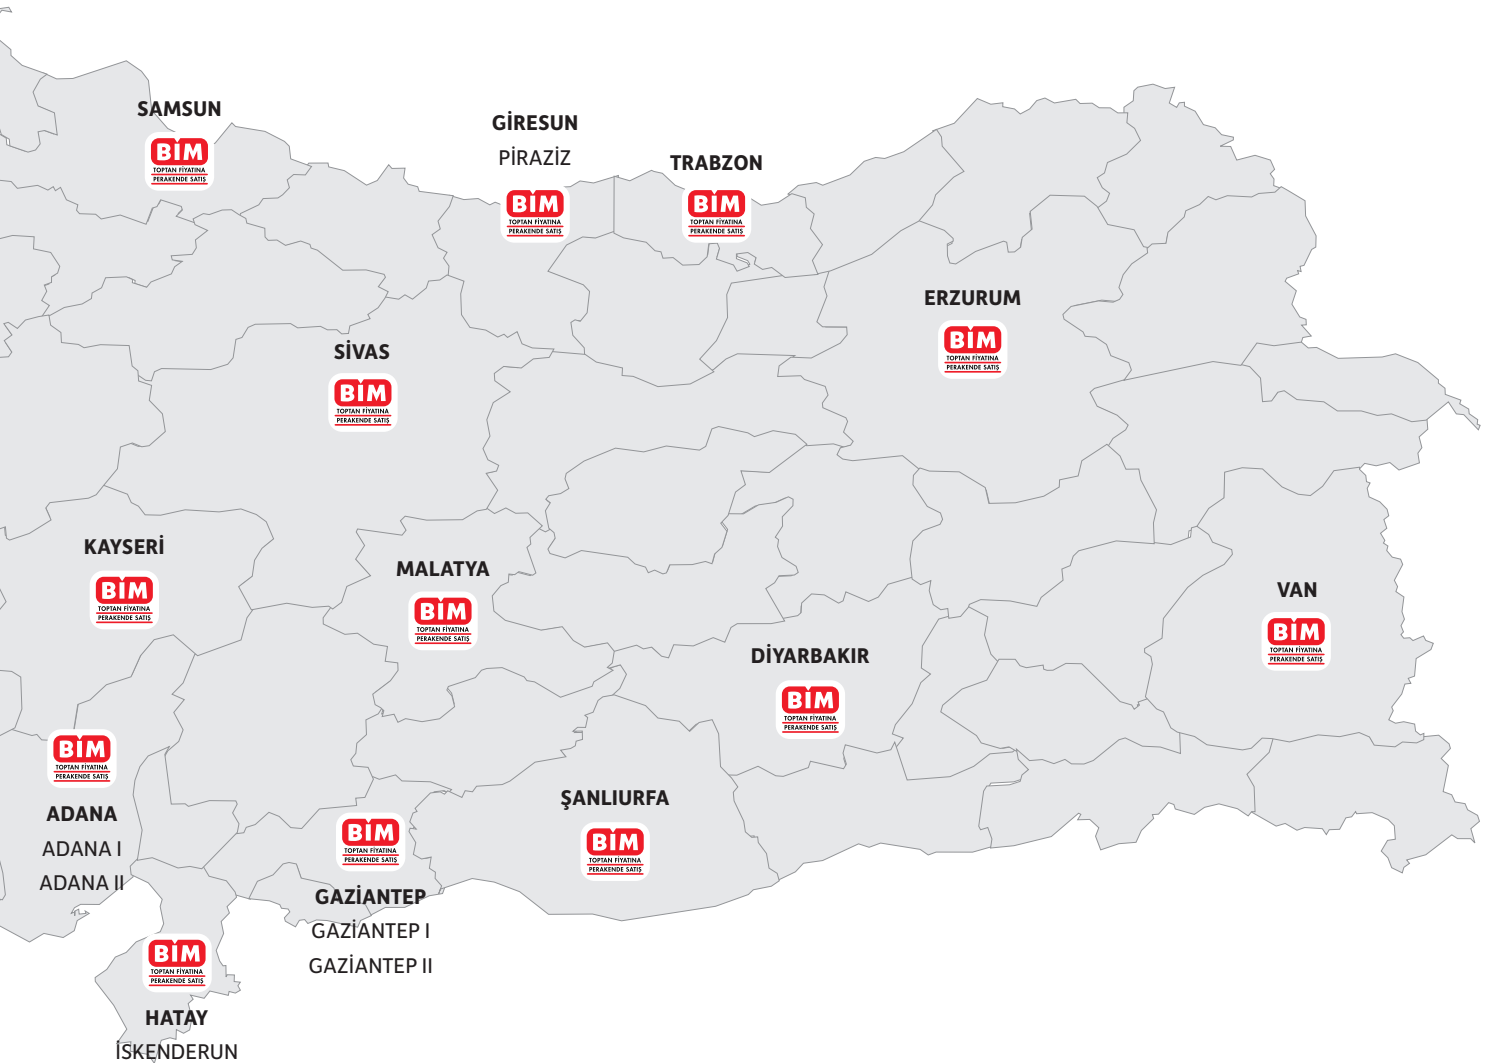 SAMSUN
BİM
TOPTAN FİYATINA
PERAKENDE SATIŞ
GİRESUN
PİRAZİZ
BİM
TOPTAN FİYATINA
PERAKENDE SATIŞ
TRABZON
BİM
TOPTAN FİYATINA
PERAKENDE SATIŞ
ERZURUM
BİM
TOPTAN FİYATINA
PERAKENDE SATIŞ
SİVAS
BİM
TOPTAN FİYATINA
PERAKENDE SATIŞ
KAYSERİ
BİM
TOPTAN FİYATINA
PERAKENDE SATIŞ
MALATYA
BİM
TOPTAN FİYATINA
PERAKENDE SATIŞ
VAN
BİM
TOPTAN FİYATINA
PERAKENDE SATIŞ
DİYARBAKIR
BİM
TOPTAN FİYATINA
PERAKENDE SATIŞ
BİM
TOPTAN FİYATINA
PERAKENDE SATIŞ
ADANA
ADANA I
ADANA II
ŞANLIURFA
BİM
TOPTAN FİYATINA
PERAKENDE SATIŞ
BİM
TOPTAN FİYATINA
PERAKENDE SATIŞ
GAZİANTEP
GAZİANTEP I
GAZİANTEP II
BİM
TOPTAN FİYATINA
PERAKENDE SATIŞ
HATAY
İSKENDERUN